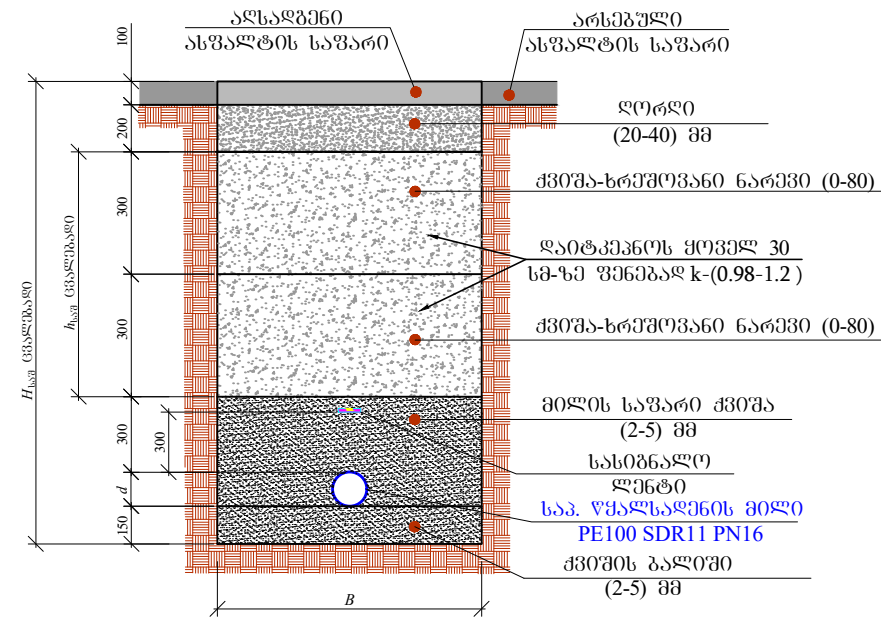 აღსადგენი
ასფალტის საფარი
არსებული
ასფალტის საფარი
100
ღორღი
(20-40) მმ
200
ქვიშა-ხრეშოვანი ნარევი (0-80)
300
დაიტკეპნოს ყოველ 30
სმ-ზე ფენებად k-(0.98-1.2 )
hსაშ ცვალებადი
Hსაშ ცვალებადი
300
ქვიშა-ხრეშოვანი ნარევი (0-80)
მილის საფარი ქვიშა
(2-5) მმ
300
300
სასიგნალო
ლენტი
d
საპ. წყალსადენის მილი
PE100 SDR11 PN16
150
ქვიშის ბალიში
(2-5) მმ
B